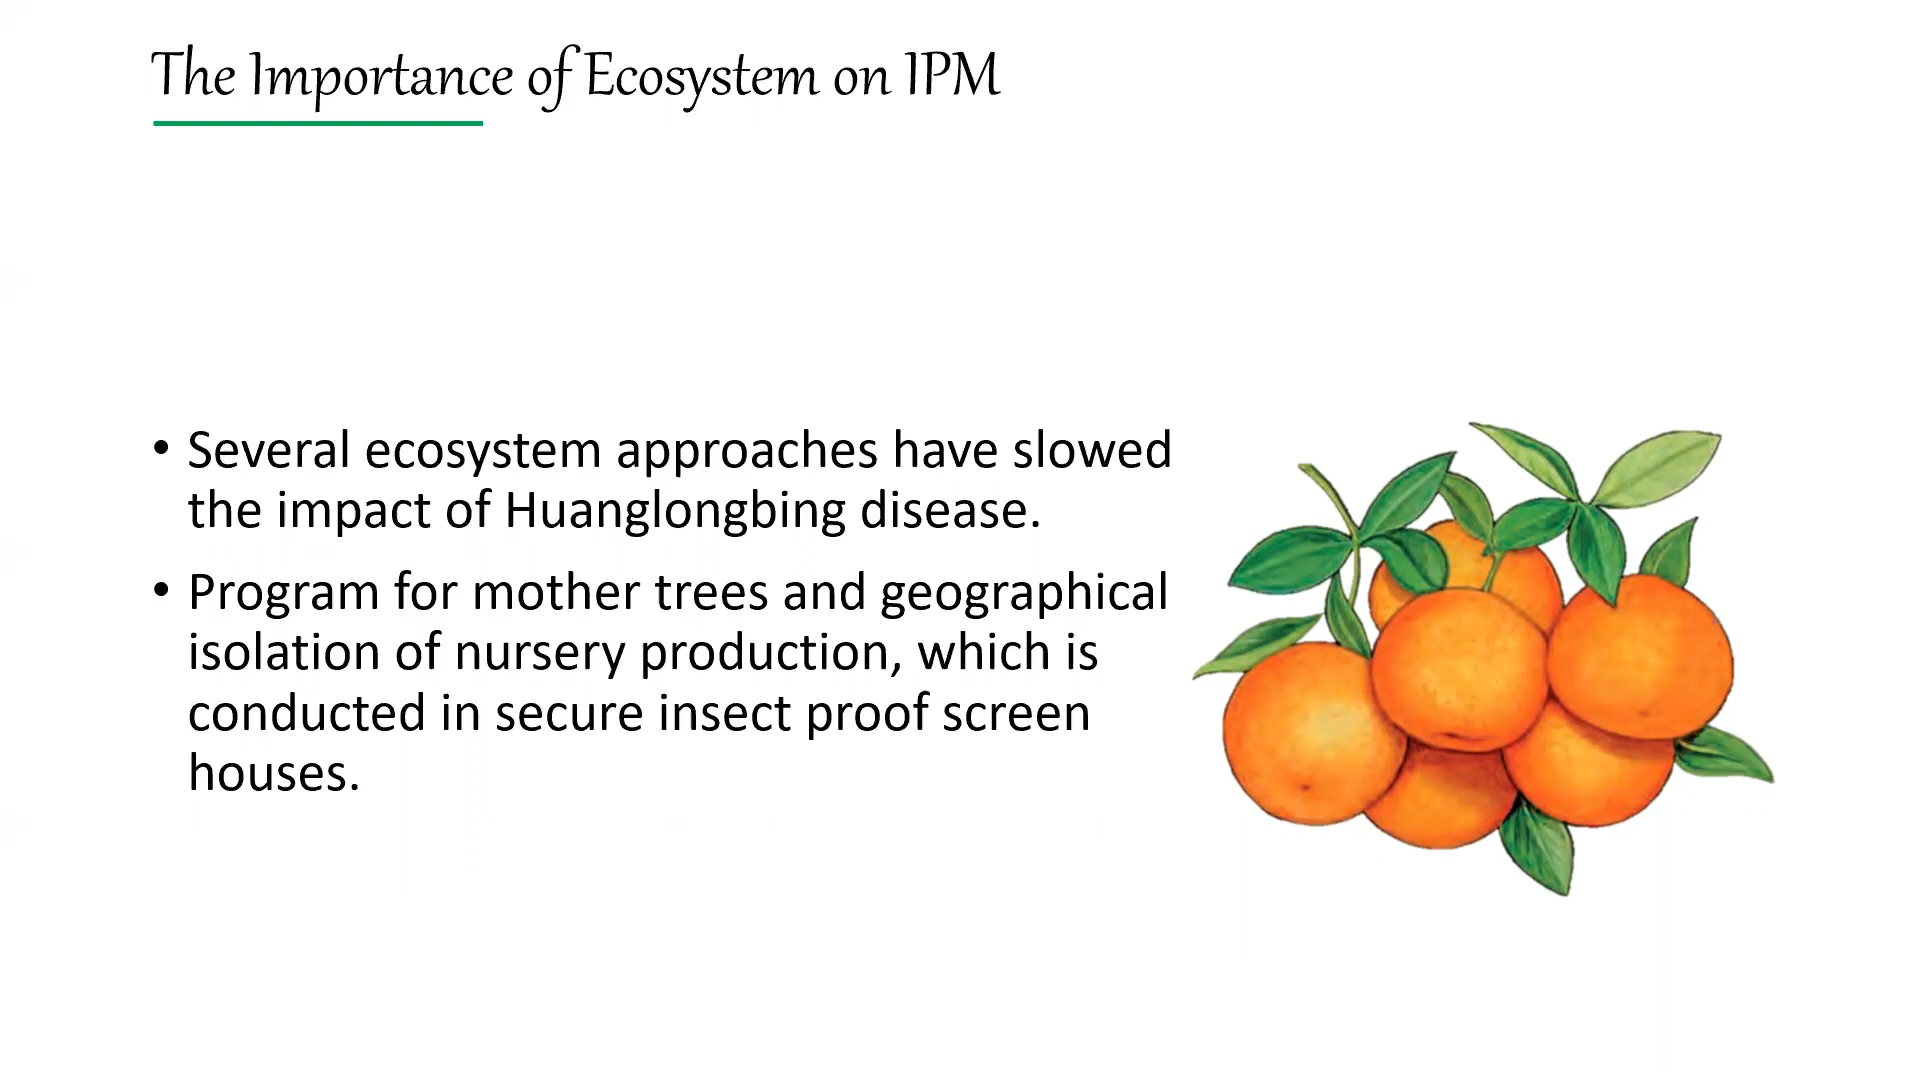 The Importance of Ecosystem on IPM
• Several ecosystem approaches have slowed
the impact of Huanglongbing disease.
• Program for mother trees and geographical
isolation of nursery production, which is
conducted in secure insect proof screen
houses.